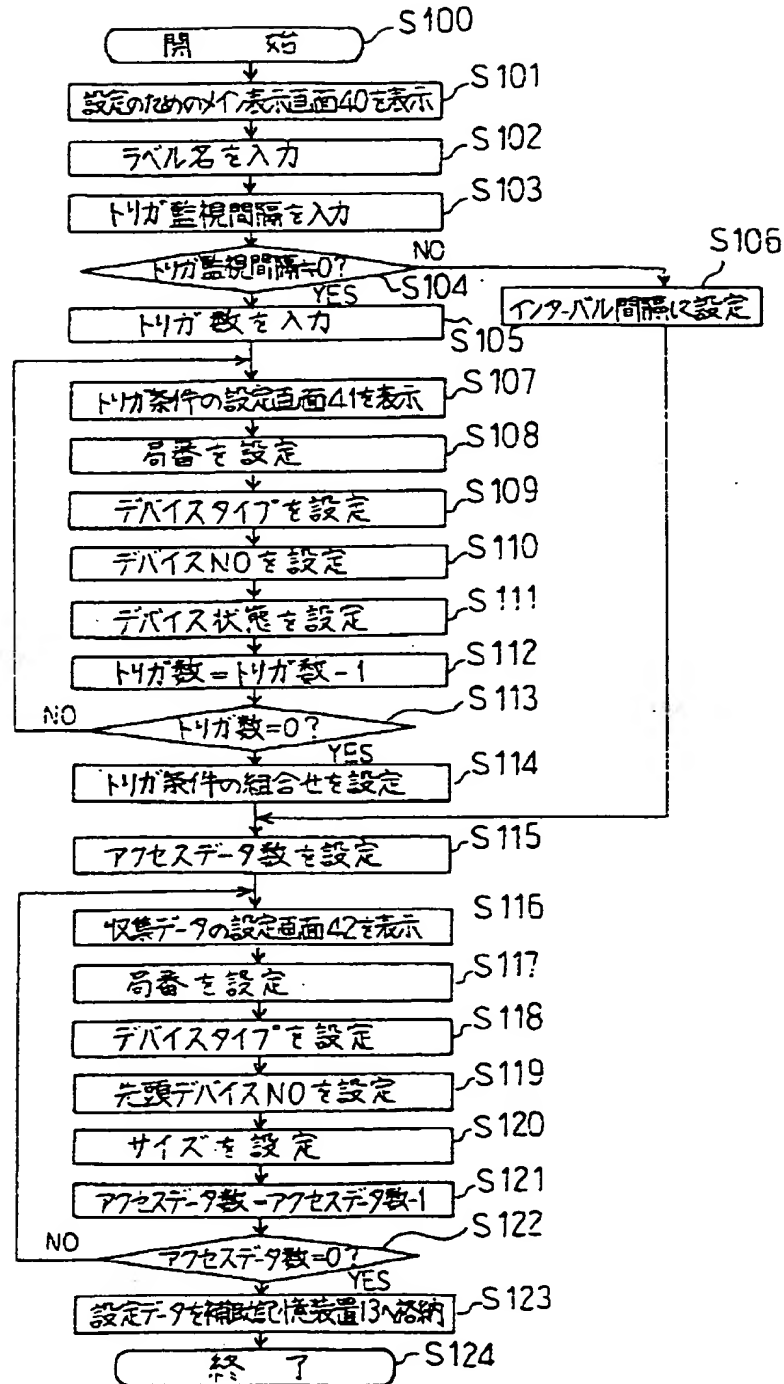 開 始 S100
設定のためのメイン表示画面40を表示 S101
ラベル名を入力 S102
トリガ監視間隔を入力 S103
トリガ監視間隔≒0? S104
NO
YES
S106
インターバル間隔に設定
トリガ数を入力 S105
トリガ条件の設定画面41を表示 S107
局番を設定 S108
デバイスタイプを設定 S109
デバイスNOを設定 S110
デバイス状態を設定 S111
トリガ数=トリガ数-1 S112
トリガ数=0? S113
NO
YES
トリガ条件の組合せを設定 S114
アクセスデータ数を設定 S115
収集データの設定画面42を表示 S116
局番を設定 S117
デバイスタイプを設定 S118
先頭デバイスNOを設定 S119
サイズを設定 S120
アクセスデータ数-アクセスデータ数-1 S121
アクセスデータ数=0? S122
NO
YES
設定データを補助記憶装置13へ格納 S123
終 了 S124